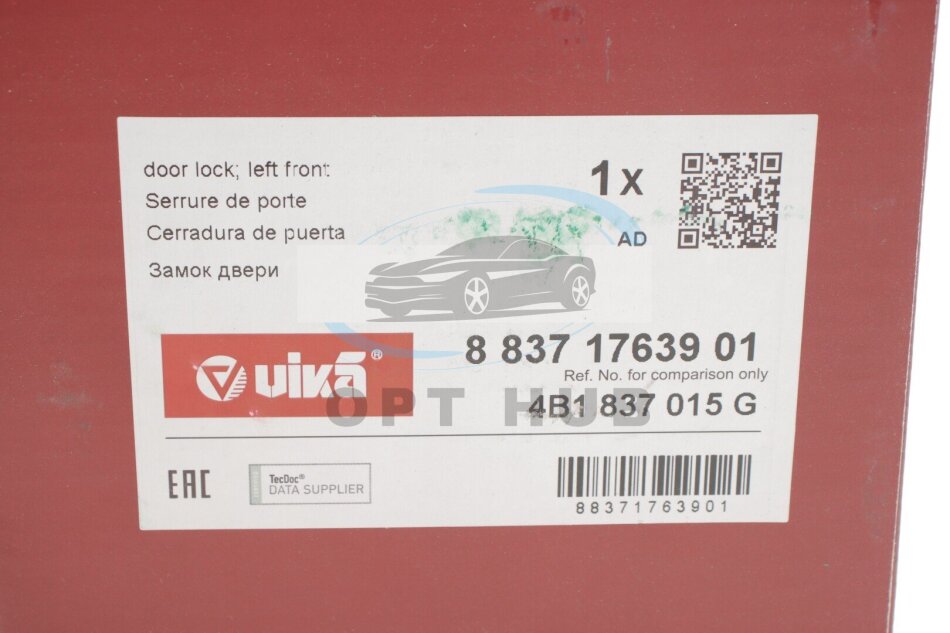 door lock; left front
Serrure de porte
Cerradura de puerta
Замок двери
1x
AD
vika®
8 837 17639 01
Ref. No. for comparison only
4B1 837 015 G
OPT HUB
EAC
CERTIFIED
TecDoc®
DATA SUPPLIER
88371763901